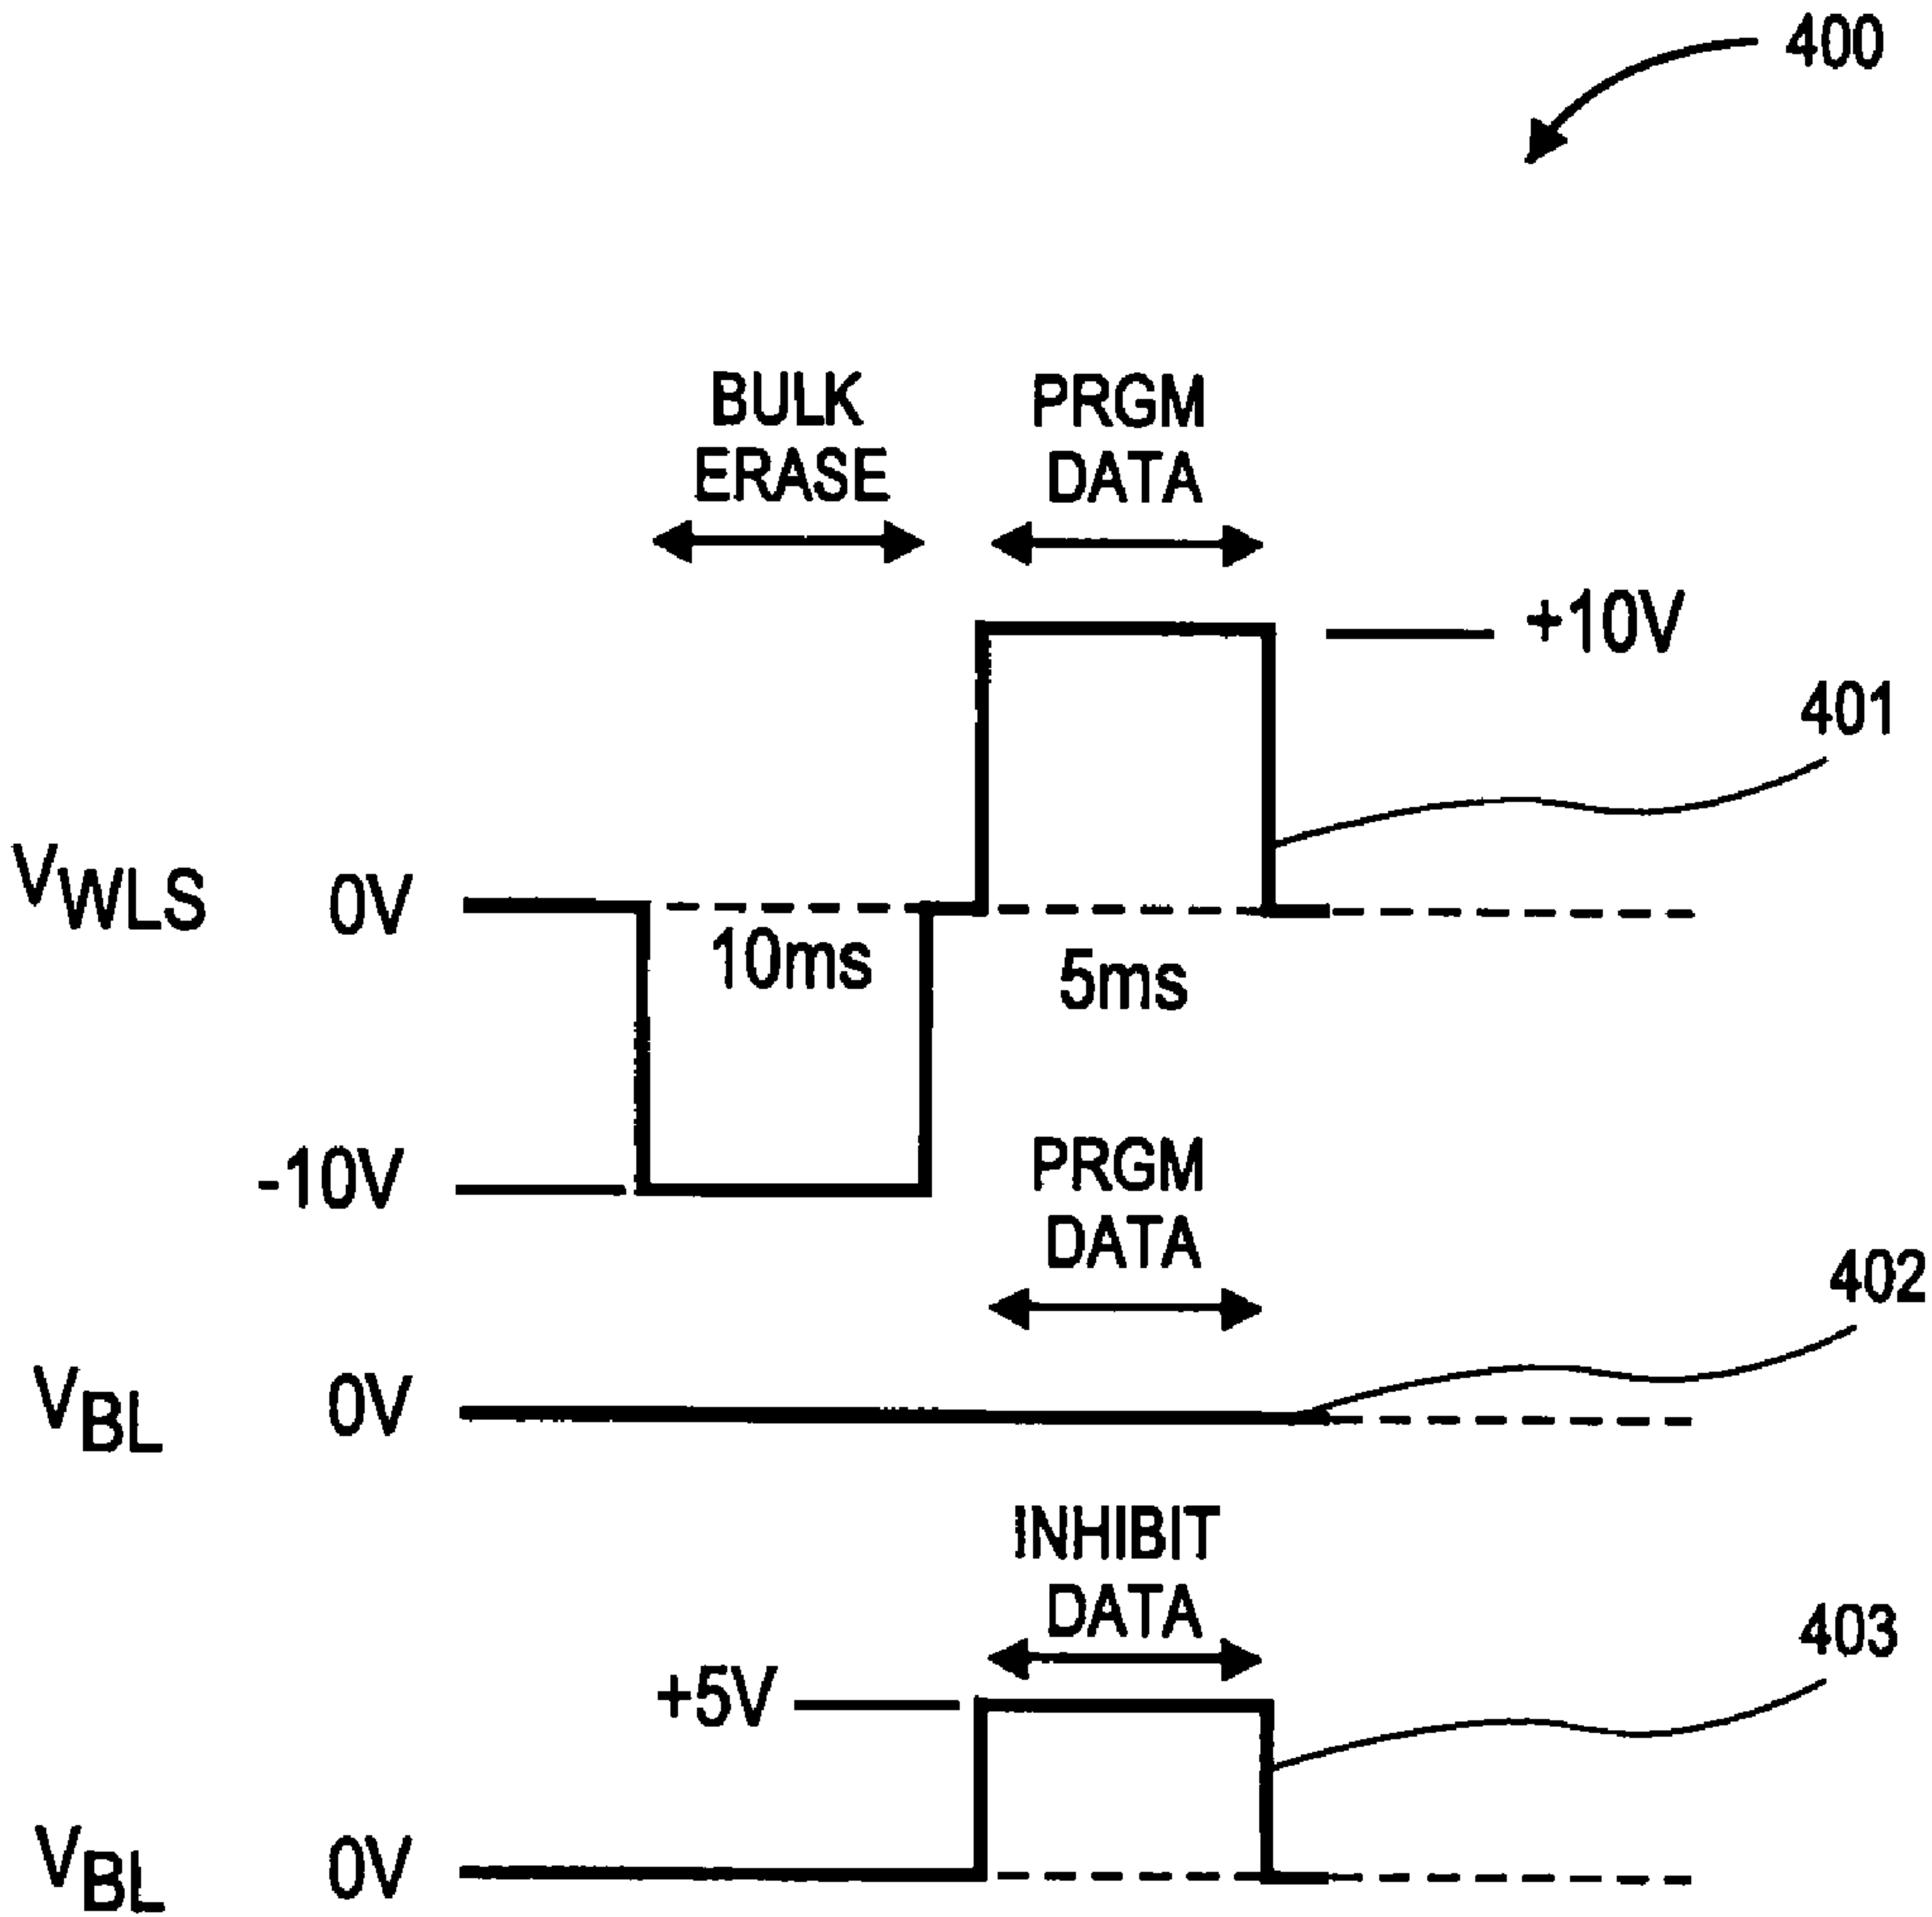 400
BULK
ERASE
PRGM
DATA
+10V
401
VWLS 0V
10ms
5ms
-10V
PRGM
DATA
402
VBL 0V
INHIBIT
DATA
403
+5V
VBL 0V